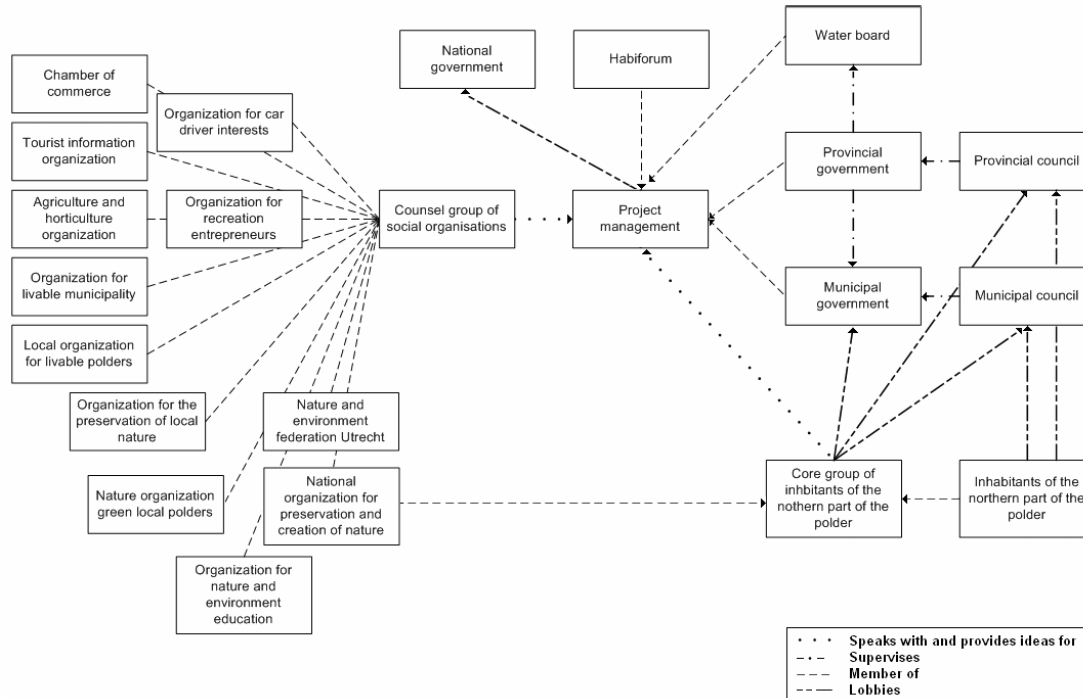 National
government
Habiforum
Water board
Chamber of
commerce
Organization for car
driver interests
Tourist information
organization
Provincial
government
Provincial council
Agriculture and
horticulture
organization
Organization for
recreation
entrepreneurs
Counsel group of
social organisations
Project
management
Organization for
livable municipality
Municipal
government
Municipal council
Local organization
for livable polders
Organization for the
preservation of local
nature
Nature and
environment
federation Utrecht
Nature organization
green local polders
National
organization for
preservation and
creation of nature
Core group of
inhbitants of the
nothern part of the
polder
Inhabitants of the
northern part of the
polder
Organization for
nature and
environment
education
Speaks with and provides ideas for
Supervises
Member of
Lobbies